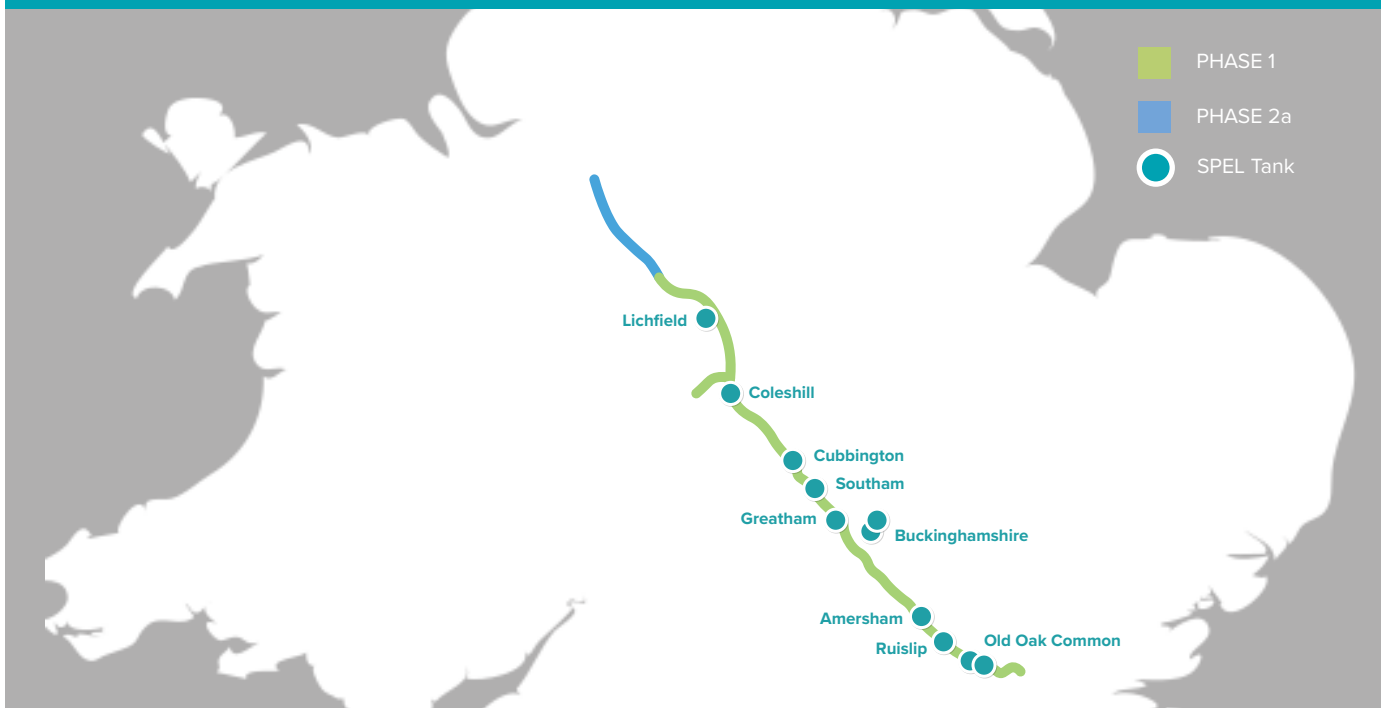 PHASE 1
PHASE 2a
SPEL Tank
Lichfield
Coleshill
Cubbington
Southam
Greatham
Buckinghamshire
Amersham
Old Oak Common
Ruislip